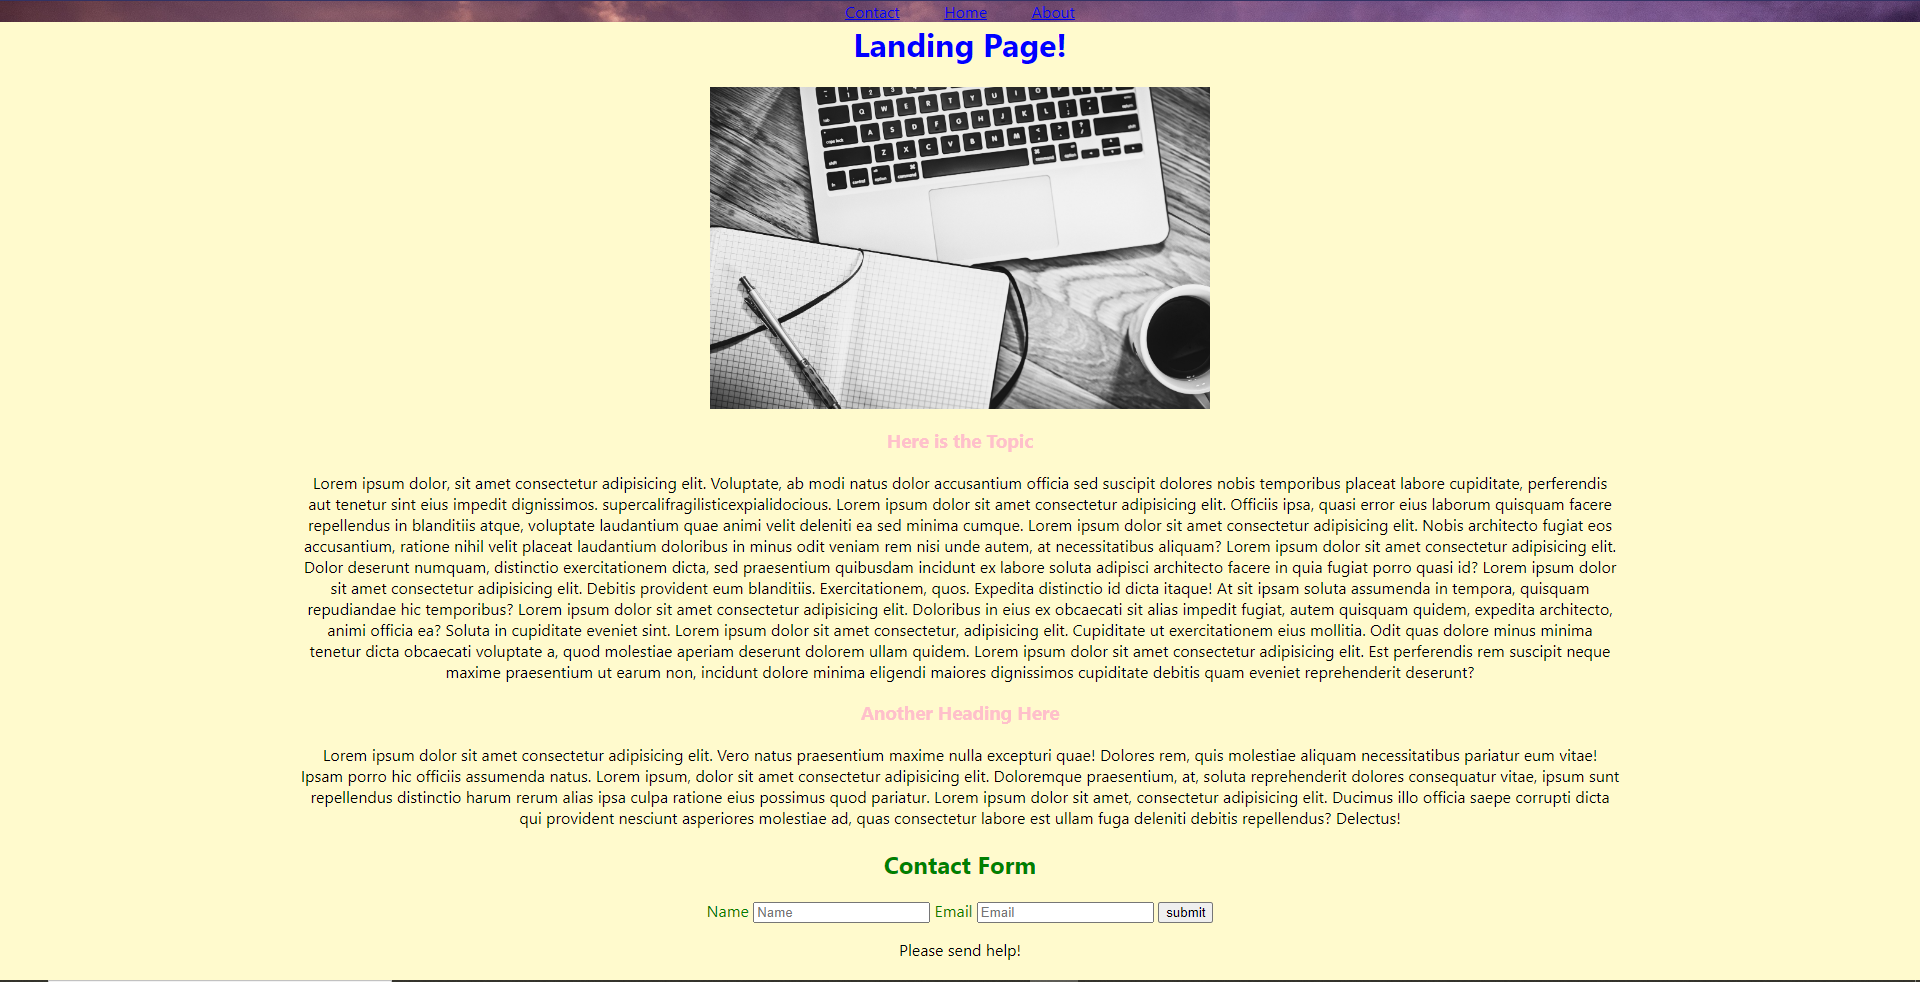 Contact Home About
Landing Page!
Q W E R T Y U I O
A S D F G H J K L
caps lock
return
Z X C V B N M
shift
shift
fn control option command
command option
Here is the Topic
Lorem ipsum dolor, sit amet consectetur adipisicing elit. Voluptate, ab modi natus dolor accusantium officia sed suscipit dolores nobis temporibus placeat labore cupiditate, perferendis
aut tenetur sint eius impedit dignissimos. supercalifragilisticexpialidocious. Lorem ipsum dolor sit amet consectetur adipisicing elit. Officiis ipsa, quasi error eius laborum quisquam facere
repellendus in blanditiis atque, voluptate laudantium quae animi velit deleniti ea sed minima cumque. Lorem ipsum dolor sit amet consectetur adipisicing elit. Nobis architecto fugiat eos
accusantium, ratione nihil velit placeat laudantium doloribus in minus odit veniam rem nisi unde autem, at necessitatibus aliquam? Lorem ipsum dolor sit amet consectetur adipisicing elit.
Dolor deserunt numquam, distinctio exercitationem dicta, sed praesentium quibusdam incidunt ex labore soluta adipisci architecto facere in quia fugiat porro quasi id? Lorem ipsum dolor
sit amet consectetur adipisicing elit. Debitis provident eum blanditiis. Exercitationem, quos. Expedita distinctio id dicta itaque! At sit ipsam soluta assumenda in tempora, quisquam
repudiandae hic temporibus? Lorem ipsum dolor sit amet consectetur adipisicing elit. Doloribus in eius ex obcaecati sit alias impedit fugiat, autem quisquam quidem, expedita architecto,
animi officia ea? Soluta in cupiditate eveniet sint. Lorem ipsum dolor sit amet consectetur, adipisicing elit. Cupiditate ut exercitationem eius mollitia. Odit quas dolore minus minima
tenetur dicta obcaecati voluptate a, quod molestiae aperiam deserunt dolorem ullam quidem. Lorem ipsum dolor sit amet consectetur adipisicing elit. Est perferendis rem suscipit neque
maxime praesentium ut earum non, incidunt dolore minima eligendi maiores dignissimos cupiditate debitis quam eveniet reprehenderit deserunt?
Another Heading Here
Lorem ipsum dolor sit amet consectetur adipisicing elit. Vero natus praesentium maxime nulla excepturi quae! Dolores rem, quis molestiae aliquam necessitatibus pariatur eum vitae!
Ipsam porro hic officiis assumenda natus. Lorem ipsum, dolor sit amet consectetur adipisicing elit. Doloremque praesentium, at, soluta reprehenderit dolores consequatur vitae, ipsum sunt
repellendus distinctio harum rerum alias ipsa culpa ratione eius possimus quod pariatur. Lorem ipsum dolor sit amet, consectetur adipisicing elit. Ducimus illo officia saepe corrupti dicta
qui provident nesciunt asperiores molestiae ad, quas consectetur labore est ullam fuga deleniti debitis repellendus? Delectus!
Contact Form
Name Name Email Email submit
Please send help!